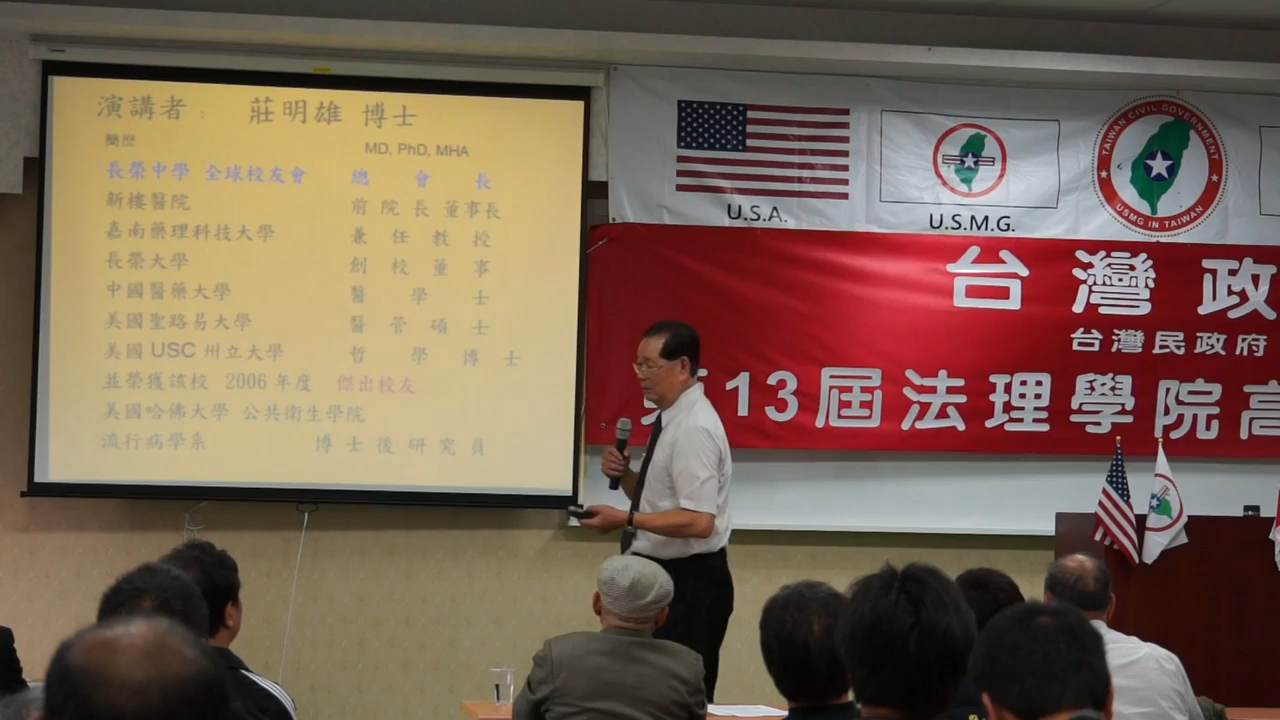 演講者： 莊明雄 博士
簡歷 MD, PhD, MHA
長榮中學 全球校友會 總會長
新樓醫院 前院長董事長
嘉南藥理科技大學 兼任教授
長榮大學 創校董事
中國醫藥大學 醫學士
美國聖路易大學 醫管碩士
美國 USC 州立大學 哲學博士
並榮獲該校 2006 年度 傑出校友
美國哈佛大學 公共衛生學院
流行病學系 博士後研究員
U.S.A.
U.S.M.G.
TAIWAN CIVIL GOVERNMENT
USMG IN TAIWAN
台灣政
台灣民政府
第13屆法理學院高